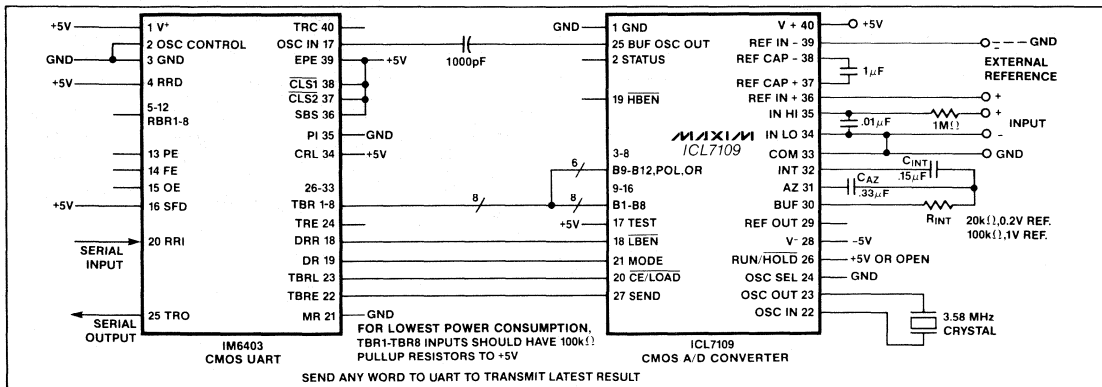 +5V
1 V+
2 OSC CONTROL
GND
3 GND
+5V
4 RRD
5-12
RBR1-8
13 PE
14 FE
15 OE
+5V
16 SFD
20 RRI
SERIAL
INPUT
25 TRO
SERIAL
OUTPUT
TRC 40
OSC IN 17
1000pF
EPE 39
+5V
CLS1 38
CLS2 37
SBS 36
PI 35
GND
CRL 34
+5V
26-33
TBR 1-8
8
6
8
TRE 24
DRR 18
DR 19
TBRL 23
TBRE 22
MR 21
GND
IM6403
CMOS UART
FOR LOWEST POWER CONSUMPTION,
TBR1-TBR8 INPUTS SHOULD HAVE 100kΩ
PULLUP RESISTORS TO +5V
SEND ANY WORD TO UART TO TRANSMIT LATEST RESULT
GND
1 GND
25 BUF OSC OUT
2 STATUS
19 HBEN
MAXIM
ICL7109
3-8
B9-B12,POL,OR
9-16
B1-B8
17 TEST
18 LBEN
21 MODE
20 CE/LOAD
27 SEND
V + 40
+5V
REF IN - 39
- GND
EXTERNAL
REFERENCE
REF CAP - 38
1µF
REF CAP + 37
REF IN + 36
+
IN HI 35
+
.01µF
1MΩ
INPUT
IN LO 34
-
COM 33
GND
INT 32
CINT
.15µF
AZ 31
CAZ
.33µF
BUF 30
RINT
20kΩ,0.2V REF.
100kΩ,1V REF.
REF OUT 29
V- 28
-5V
RUN/HOLD 26
+5V OR OPEN
OSC SEL 24
GND
OSC OUT 23
OSC IN 22
3.58 MHz
CRYSTAL
ICL7109
CMOS A/D CONVERTER